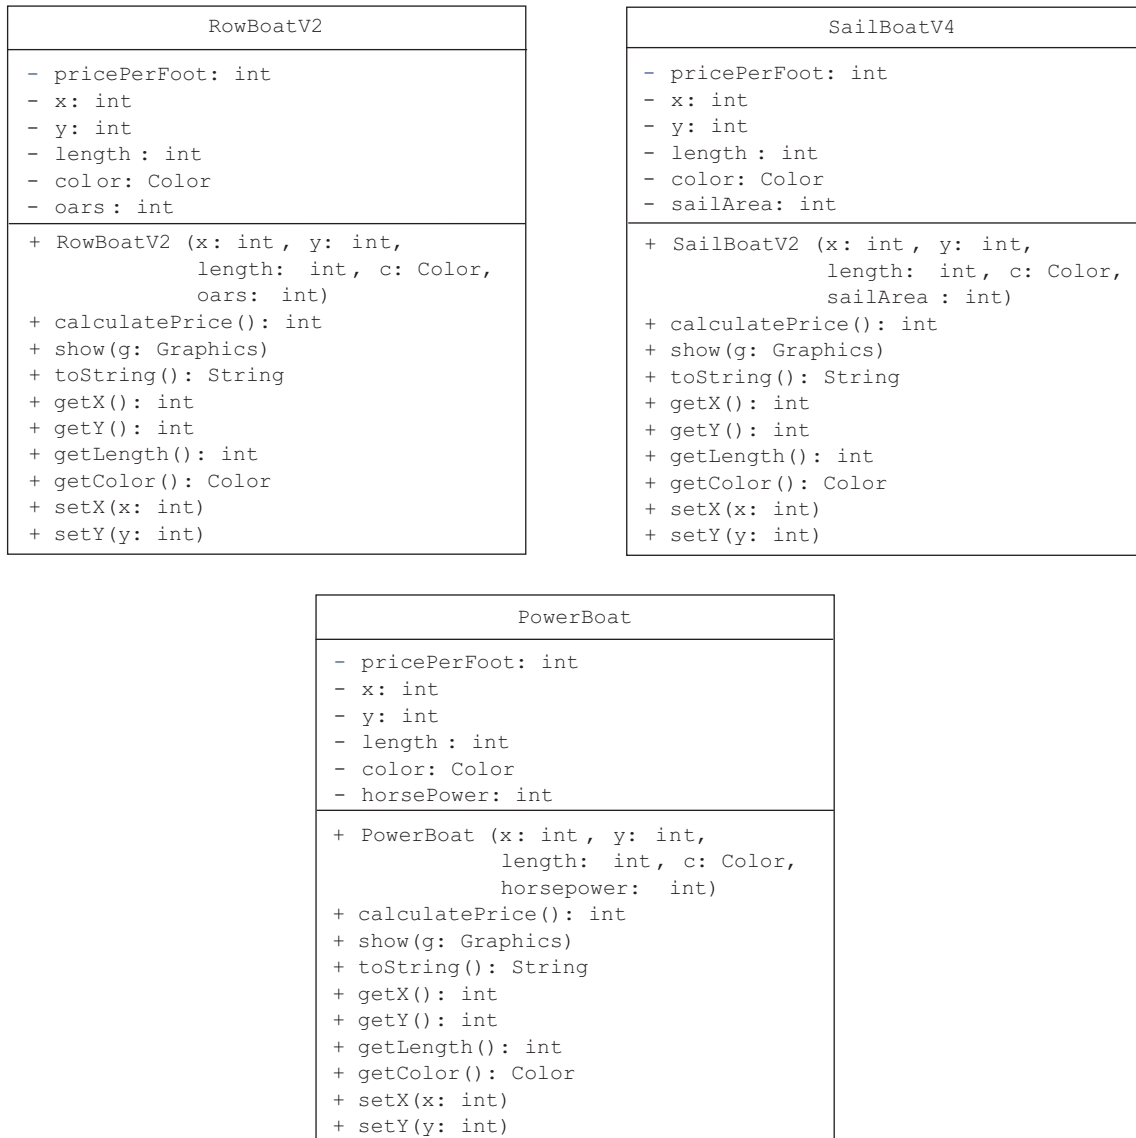 RowBoatV2
- pricePerFoot: int
- x: int
- y: int
- length : int
- color: Color
- oars : int
+ RowBoatV2 (x: int , y: int,
length: int , c: Color,
oars: int)
+ calculatePrice(): int
+ show(g: Graphics)
+ toString(): String
+ getX(): int
+ getY(): int
+ getLength(): int
+ getColor(): Color
+ setX(x: int)
+ setY(y: int)
SailBoatV4
- pricePerFoot: int
- x: int
- y: int
- length : int
- color: Color
- sailArea: int
+ SailBoatV2 (x: int , y: int,
length: int , c: Color,
sailArea : int)
+ calculatePrice(): int
+ show(g: Graphics)
+ toString(): String
+ getX(): int
+ getY(): int
+ getLength(): int
+ getColor(): Color
+ setX(x: int)
+ setY(y: int)
PowerBoat
- pricePerFoot: int
- x: int
- y: int
- length : int
- color: Color
- horsePower: int
+ PowerBoat (x: int , y: int,
length: int , c: Color,
horsepower: int)
+ calculatePrice(): int
+ show(g: Graphics)
+ toString(): String
+ getX(): int
+ getY(): int
+ getLength(): int
+ getColor(): Color
+ setX(x: int)
+ setY(y: int)